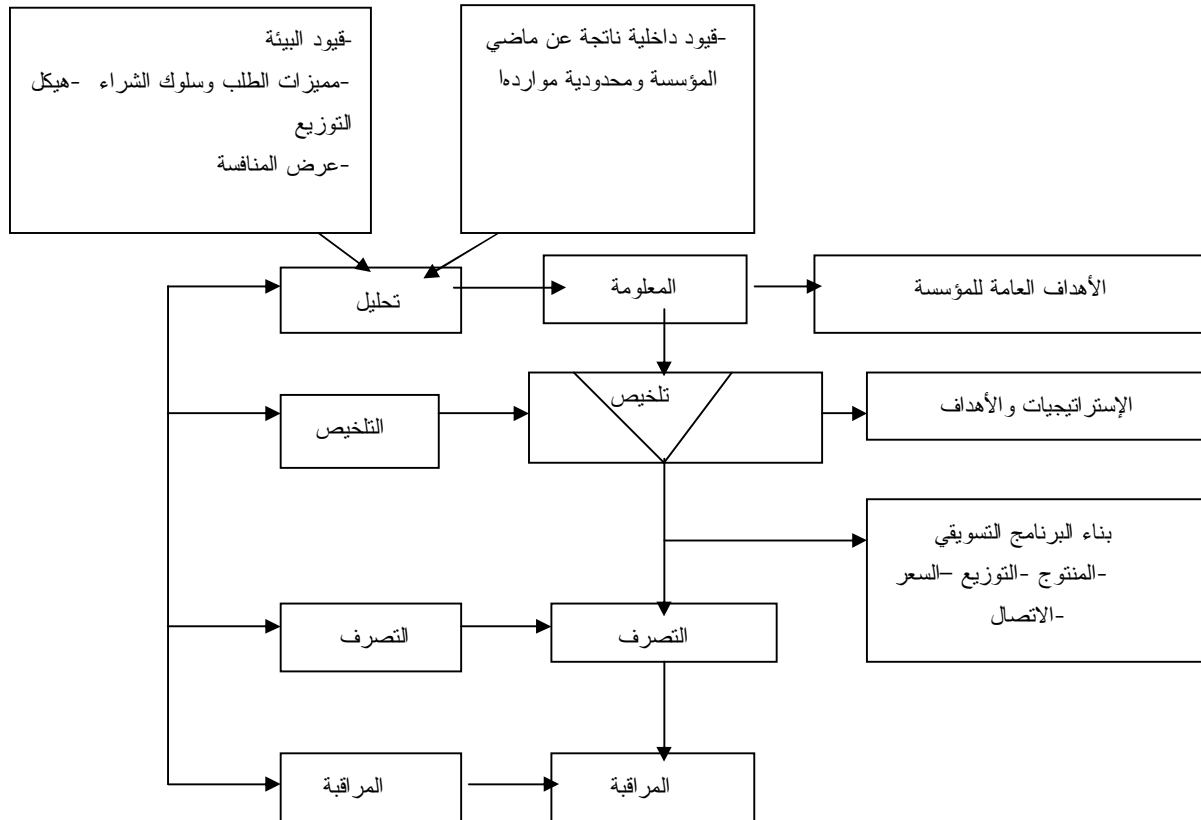 -قيود البيئة
-مميزات الطلب وسلوك الشراء -هيكل
التوزيع
-عرض المنافسة
-قيود داخلية ناتجة عن ماضي
المؤسسة ومحدودية مواردها
تحليل
المعلومة
الأهداف العامة للمؤسسة
التلخيص
تلخيص
الإستراتيجيات والأهداف
بناء البرنامج التسويقي
-المنتوج -التوزيع –السعر
-الاتصال
التصرف
التصرف
المراقبة
المراقبة